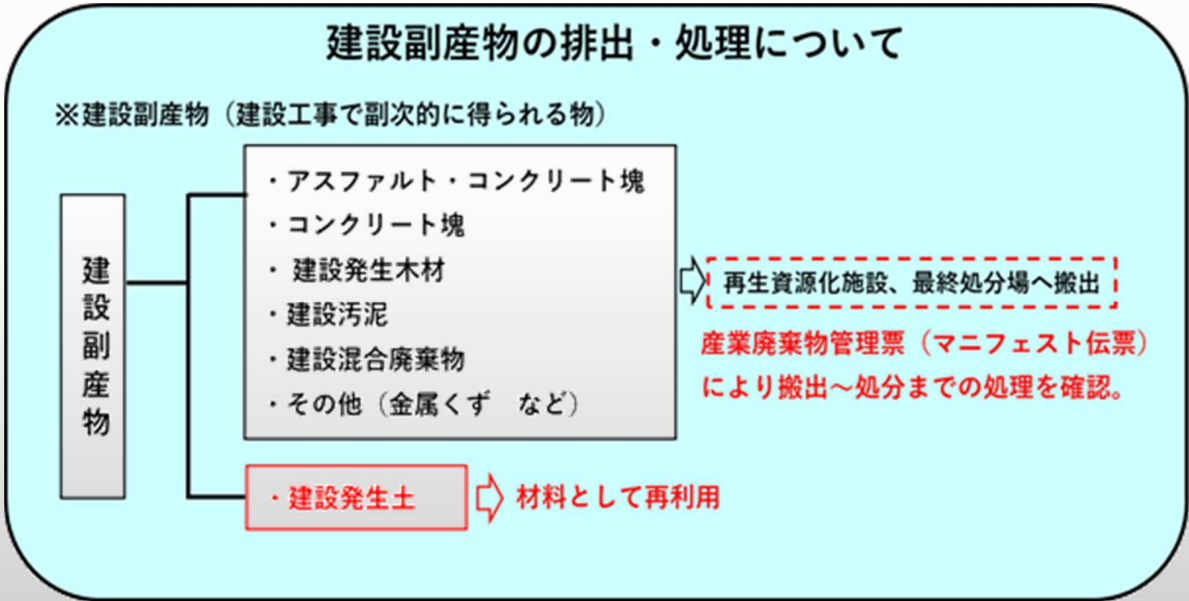 建設副産物の排出・処理について
※建設副産物（建設工事で副次的に得られる物）
建設副産物
・アスファルト・コンクリート塊
・コンクリート塊
・建設発生木材
・建設汚泥
・建設混合廃棄物
・その他（金属くず　など）
再生資源化施設、最終処分場へ搬出
産業廃棄物管理票（マニフェスト伝票）
により搬出～処分までの処理を確認。
・建設発生土
材料として再利用